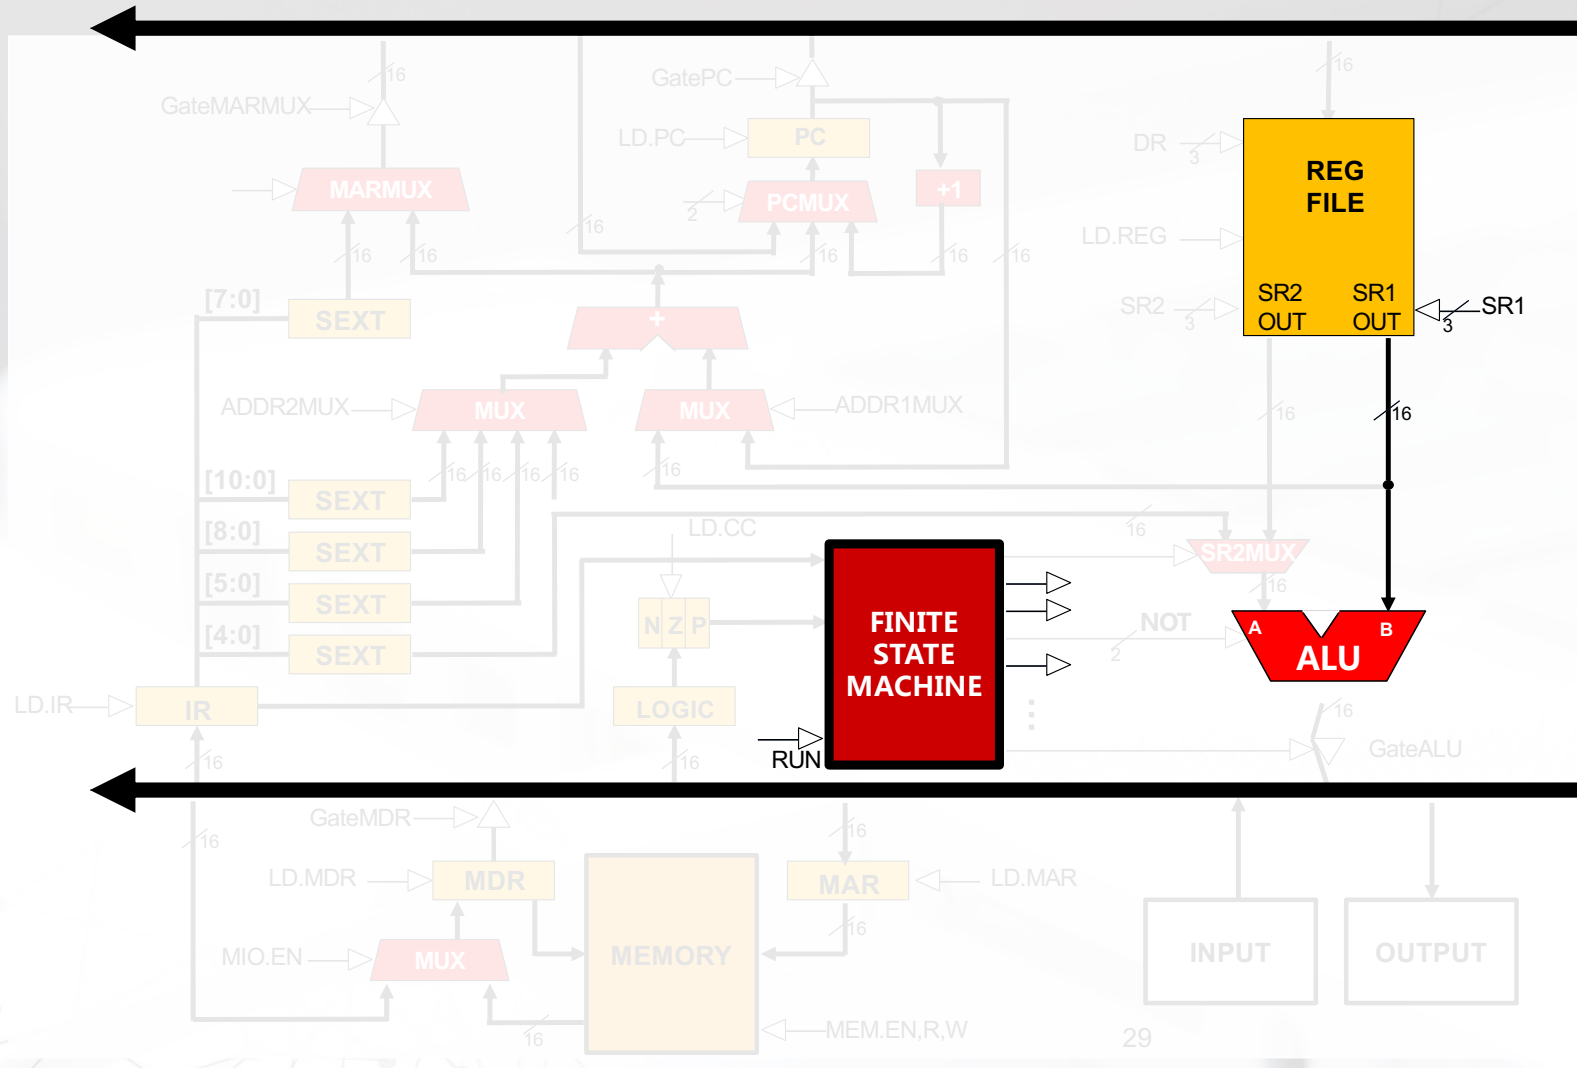 16
GatePC
16
GateMARMUX
LD.PC
PC
DR
3
REG
FILE
MARMUX
+1
PCMUX
2
16
LD.REG
16
16
16
16
16
[7:0]
SR2
OUT
SR1
OUT
SR1
3
SR2
3
SEXT
+
ADDR2MUX
MUX
MUX
ADDR1MUX
16
16
16
16
16
16
16
[10:0]
SEXT
LD.CC
16
[8:0]
SEXT
SR2MUX
16
[5:0]
SEXT
N Z P
FINITE
STATE
MACHINE
NOT
2
A
B
ALU
[4:0]
SEXT
LD.IR
IR
LOGIC
16
GateALU
16
16
RUN
GateMDR
16
16
LD.MDR
MDR
MAR
LD.MAR
16
MIO.EN
MUX
MEMORY
INPUT
OUTPUT
16
MEM.EN,R,W
29